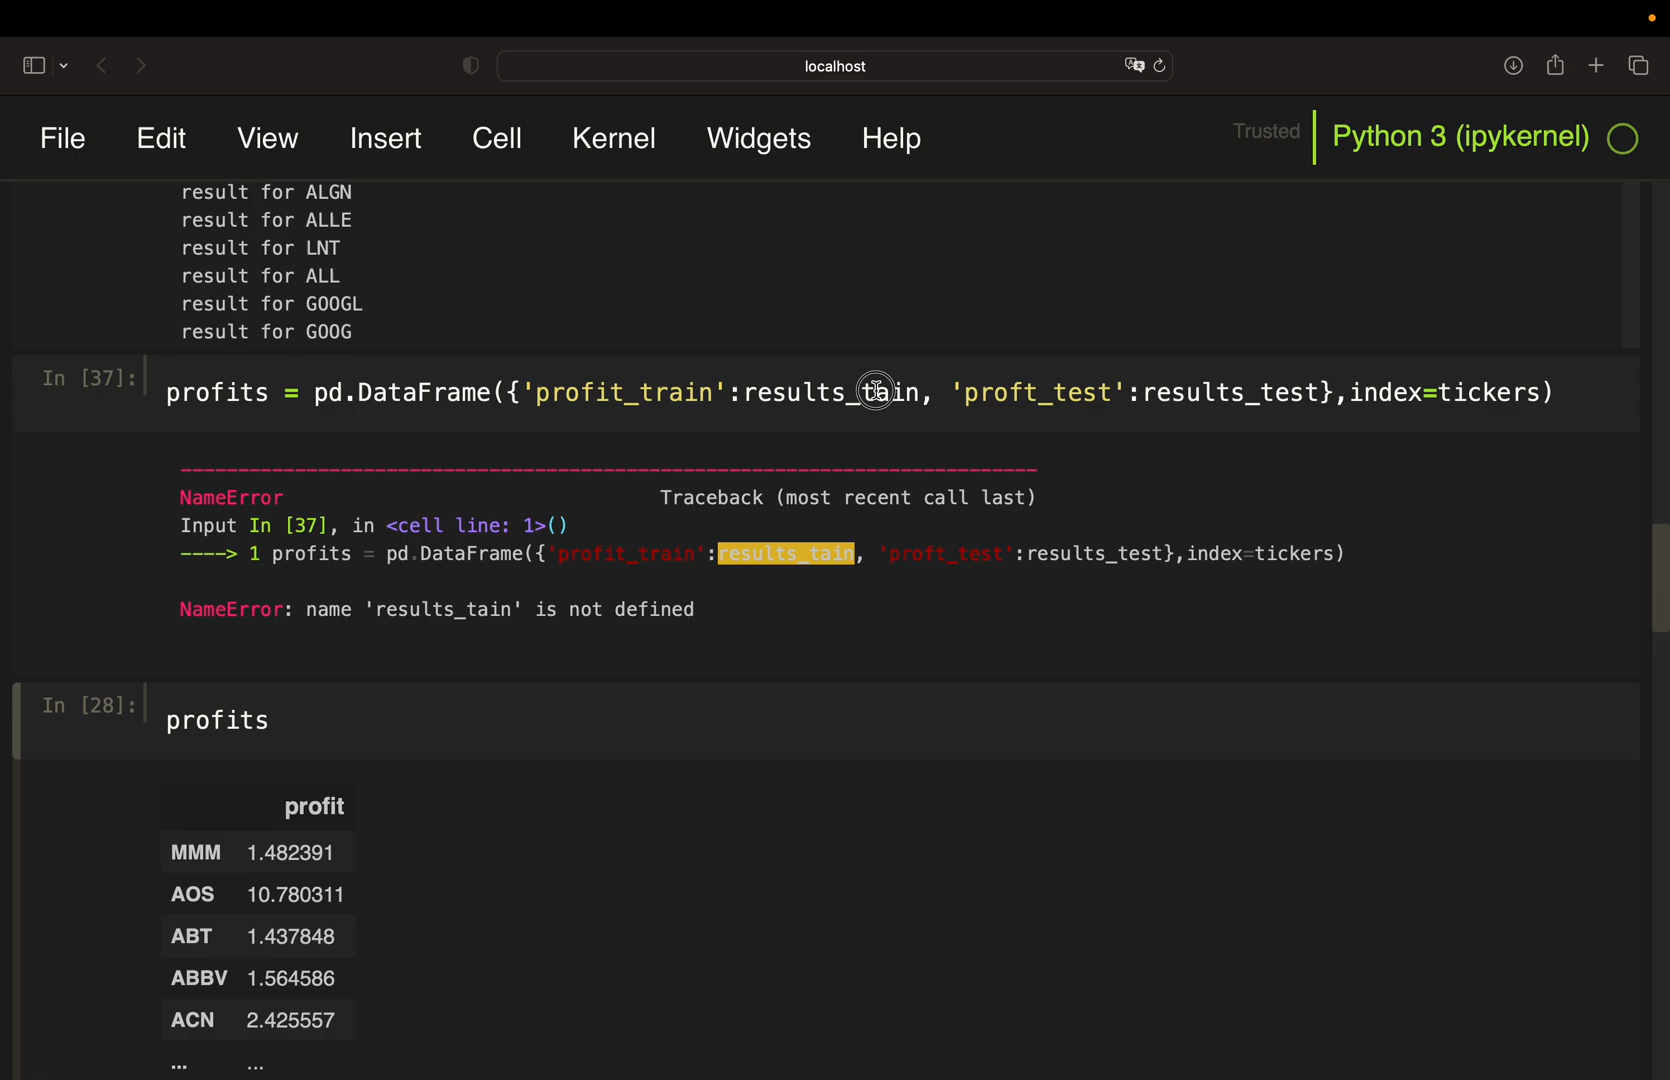 localhost
File Edit View Insert Cell Kernel Widgets Help Trusted Python 3 (ipykernel)
result for ALGN
result for ALLE
result for LNT
result for ALL
result for GOOGL
result for GOOG
In [37]: profits = pd.DataFrame({'profit_train':results_tain, 'proft_test':results_test},index=tickers)
---------------------------------------------------------------------------
NameError Traceback (most recent call last)
Input In [37], in <cell line: 1>()
----> 1 profits = pd.DataFrame({'profit_train':results_tain, 'proft_test':results_test},index=tickers)
NameError: name 'results_tain' is not defined
In [28]: profits
profit
MMM 1.482391
AOS 10.780311
ABT 1.437848
ABBV 1.564586
ACN 2.425557
... ...